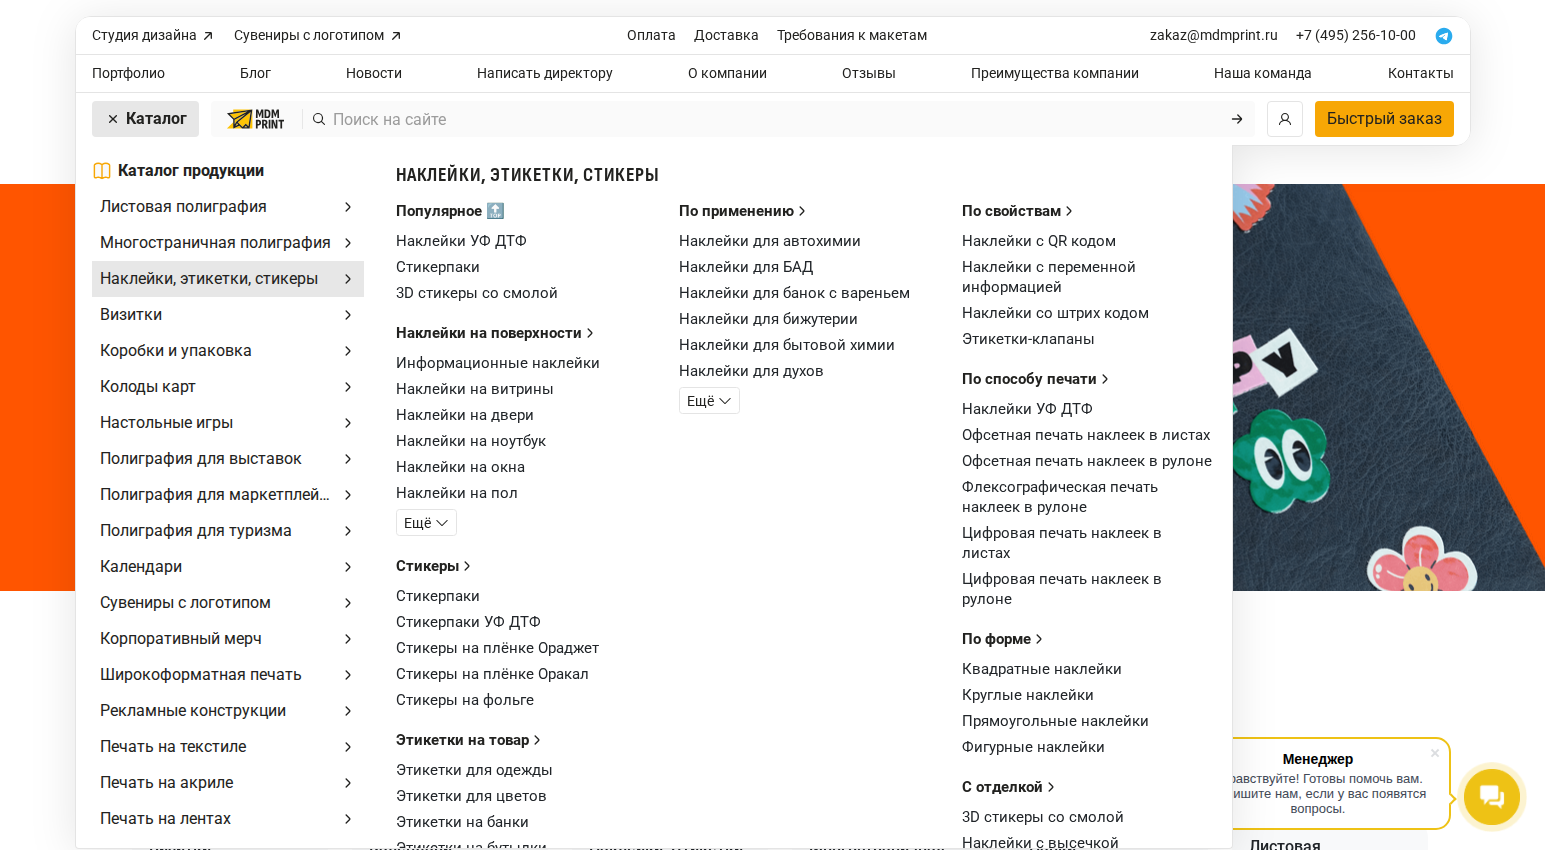 Студия дизайна
Сувениры с логотипом
Оплата
Доставка
Требования к макетам
zakaz@mdmprint.ru
+7 (495) 256-10-00
Портфолио
Блог
Новости
Написать директору
О компании
Отзывы
Преимущества компании
Наша команда
Контакты
Каталог
MDM
PRINT
Поиск на сайте
Быстрый заказ
Каталог продукции
Листовая полиграфия
Многостраничная полиграфия
Наклейки, этикетки, стикеры
Визитки
Коробки и упаковка
Колоды карт
Настольные игры
Полиграфия для выставок
Полиграфия для маркетплей...
Полиграфия для туризма
Календари
Сувениры с логотипом
Корпоративный мерч
Широкоформатная печать
Рекламные конструкции
Печать на текстиле
Печать на акриле
Печать на лентах
НАКЛЕЙКИ, ЭТИКЕТКИ, СТИКЕРЫ
Популярное 🔝
Наклейки УФ ДТФ
Стикерпаки
3D стикеры со смолой
Наклейки на поверхности
Информационные наклейки
Наклейки на витрины
Наклейки на двери
Наклейки на ноутбук
Наклейки на окна
Наклейки на пол
Ещё
Стикеры
Стикерпаки
Стикерпаки УФ ДТФ
Стикеры на плёнке Ораджет
Стикеры на плёнке Оракал
Стикеры на фольге
Этикетки на товар
Этикетки для одежды
Этикетки для цветов
Этикетки на банки
Этикетки на бутылки
По применению
Наклейки для автохимии
Наклейки для БАД
Наклейки для банок с вареньем
Наклейки для бижутерии
Наклейки для бытовой химии
Наклейки для духов
Ещё
По свойствам
Наклейки с QR кодом
Наклейки с переменной
информацией
Наклейки со штрих кодом
Этикетки-клапаны
По способу печати
Наклейки УФ ДТФ
Офсетная печать наклеек в листах
Офсетная печать наклеек в рулоне
Флексографическая печать
наклеек в рулоне
Цифровая печать наклеек в
листах
Цифровая печать наклеек в
рулоне
По форме
Квадратные наклейки
Круглые наклейки
Прямоугольные наклейки
Фигурные наклейки
С отделкой
3D стикеры со смолой
Наклейки с высечкой
PY
Менеджер
равствуйте! Готовы помочь вам.
ишите нам, если у вас появятся
вопросы.
Листовая